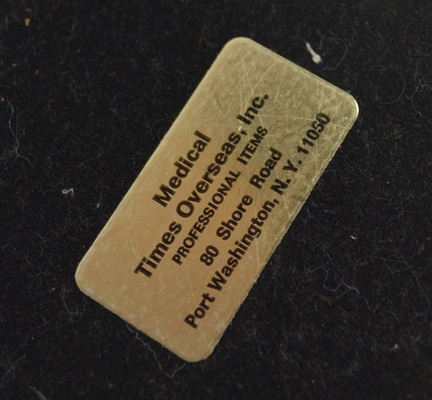 Medical
Times Overseas, Inc.
PROFESSIONAL ITEMS
80 Shore Road
Port Washington, N. Y. 11050